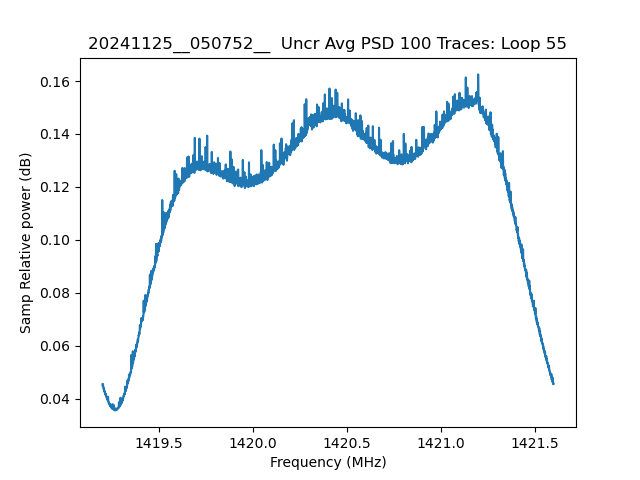 20241125__050752__  Uncr Avg PSD 100 Traces: Loop 55
Samp Relative power (dB)
0.16
0.14
0.12
0.10
0.08
0.06
0.04
1419.5 1420.0 1420.5 1421.0 1421.5
Frequency (MHz)